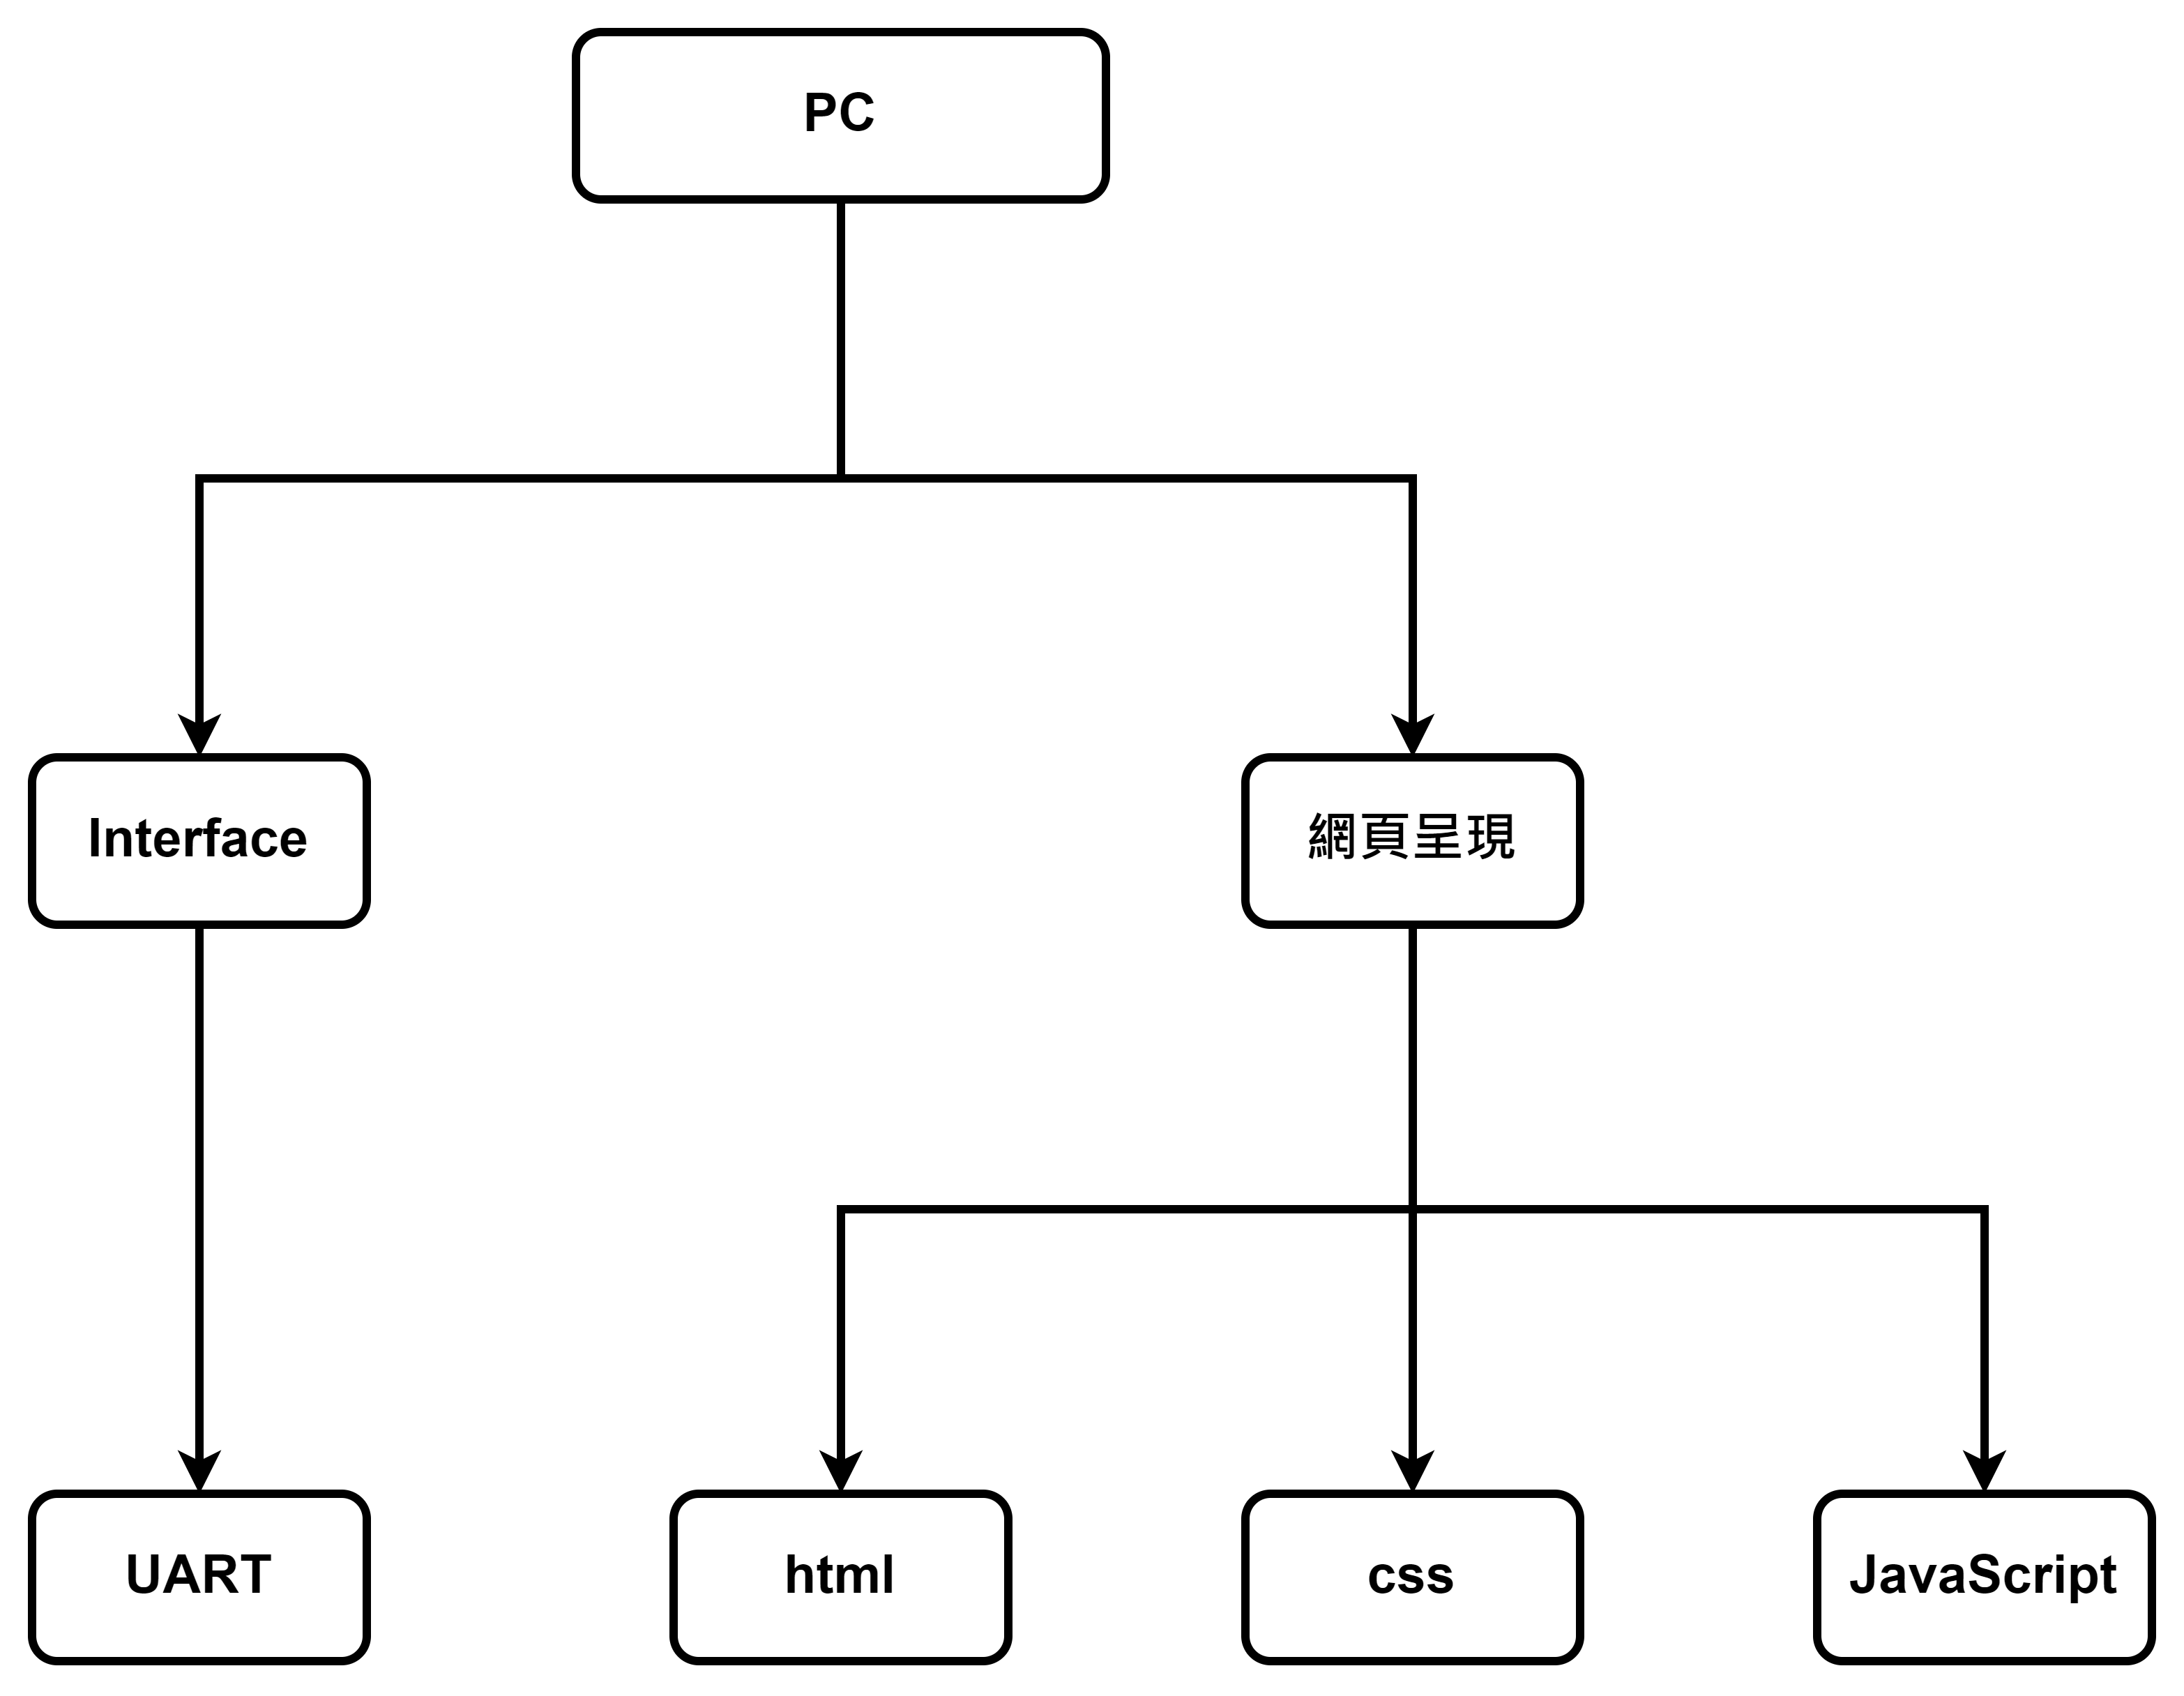 PC
Interface
網頁呈現
UART
html
css
JavaScript